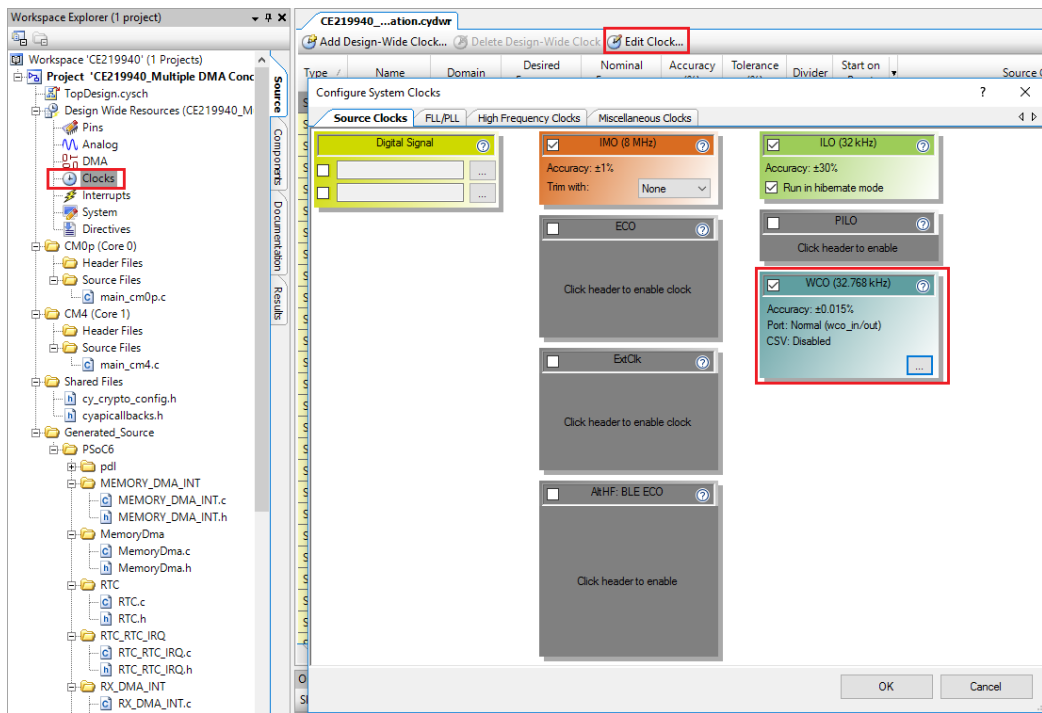 Workspace Explorer (1 project)
Workspace 'CE219940' (1 Projects)
Project 'CE219940_Multiple DMA Conc
TopDesign.cysch
Design Wide Resources (CE219940_M
Pins
Analog
DMA
Clocks
Interrupts
System
Directives
CM0p (Core 0)
Header Files
Source Files
main_cm0p.c
CM4 (Core 1)
Header Files
Source Files
main_cm4.c
Shared Files
cy_crypto_config.h
cyapicallbacks.h
Generated_Source
PSoC6
pdl
MEMORY_DMA_INT
MEMORY_DMA_INT.c
MEMORY_DMA_INT.h
MemoryDma
MemoryDma.c
MemoryDma.h
RTC
RTC.c
RTC.h
RTC_RTC_IRQ
RTC_RTC_IRQ.c
RTC_RTC_IRQ.h
RX_DMA_INT
RX_DMA_INT.c
Source
Components
Documentation
Results
CE219940_...ation.cydwr
Add Design-Wide Clock... Delete Design-Wide Clock Edit Clock...
Type / Name Domain Desired Nominal Accuracy Tolerance Divider Start on Source C
Configure System Clocks ? X
Source Clocks FLL/PLL High Frequency Clocks Miscellaneous Clocks
Digital Signal
...
...
IMO (8 MHz)
Accuracy: ±1%
Trim with: None
ECO
Click header to enable clock
ExtClk
Click header to enable clock
AltHF: BLE ECO
Click header to enable
ILO (32 kHz)
Accuracy: ±30%
Run in hibernate mode
PILO
Click header to enable
WCO (32.768 kHz)
Accuracy: ±0.015%
Port: Normal (wco_in/out)
CSV: Disabled
...
OK Cancel